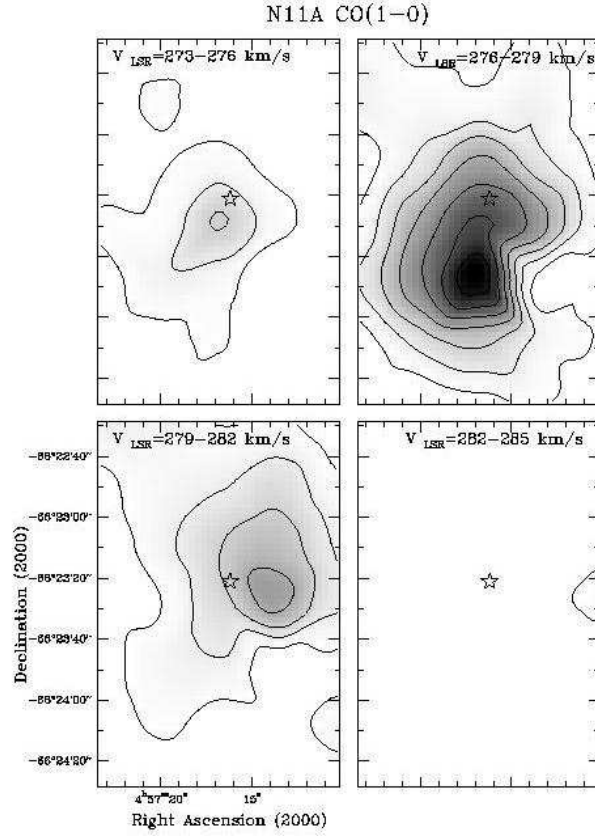 N11A CO(1−0)
V LSR=273−276 km/s
V LSR=276−279 km/s
V LSR=279−282 km/s
V LSR=282−285 km/s
−66°22'40"
−66°23'00"
−66°23'20"
−66°23'40"
−66°24'00"
−66°24'20"
Declination (2000)
4h57m20s
15s
Right Ascension (2000)